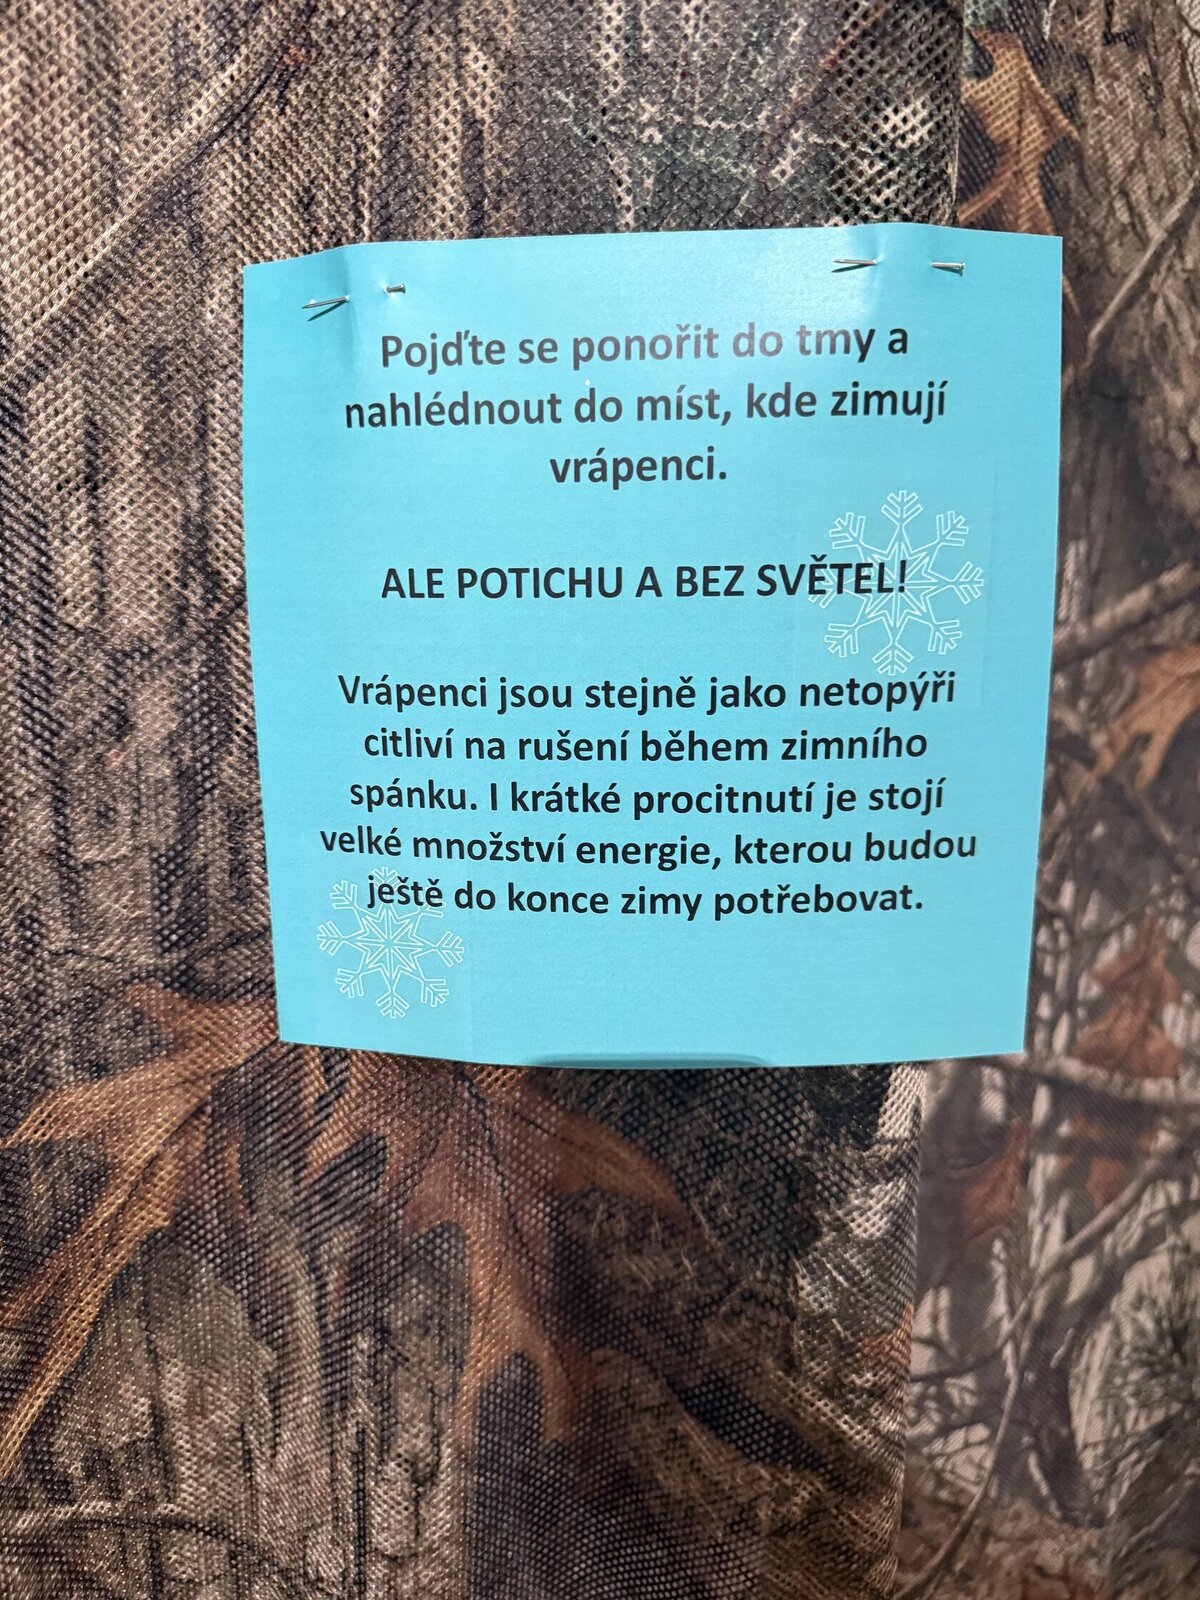 Pojďte se ponořit do tmy a
nahlédnout do míst, kde zimují
vrápenci.
ALE POTICHU A BEZ SVĚTEL!
Vrápenci jsou stejně jako netopýři
citliví na rušení během zimního
spánku. I krátké procitnutí je stojí
velké množství energie, kterou budou
ještě do konce zimy potřebovat.